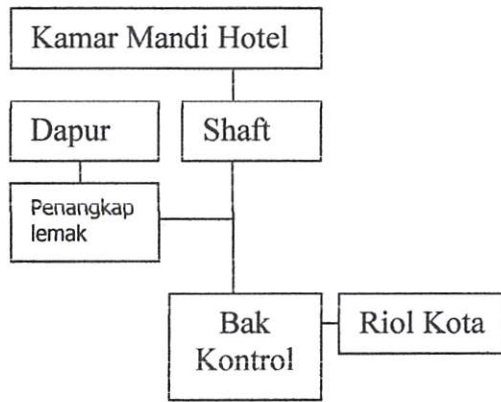 Kamar Mandi Hotel
Dapur
Shaft
Penangkap
lemak
Bak
Kontrol
Riol Kota